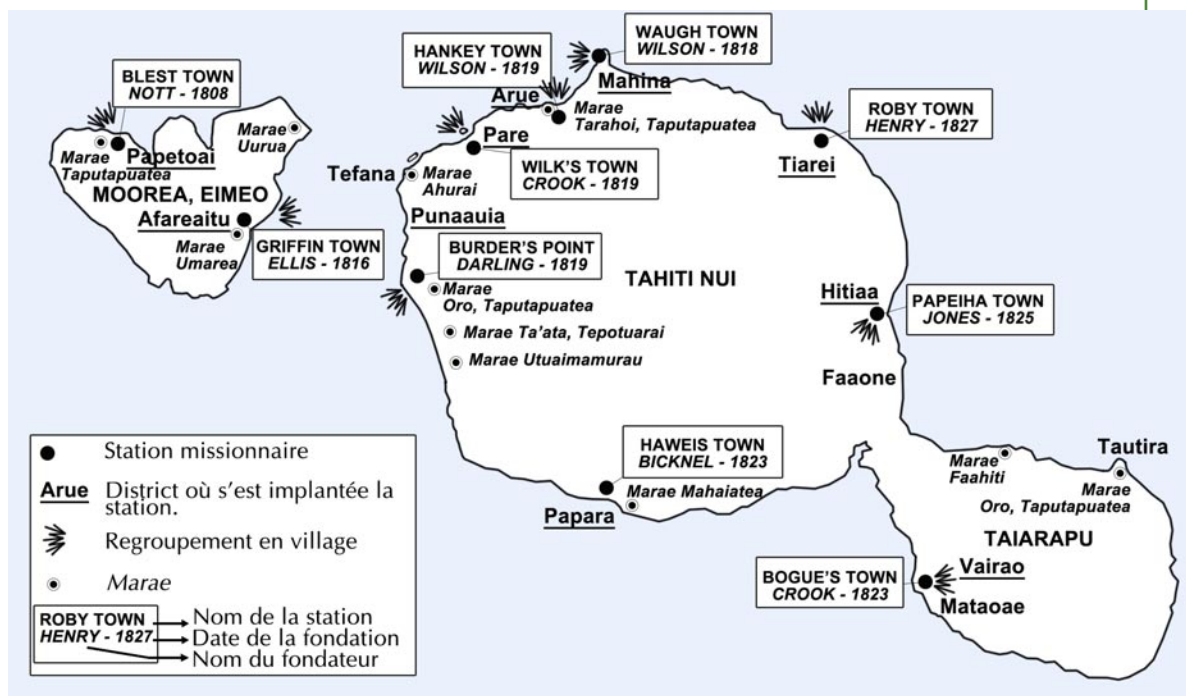 WAUGH TOWN
WILSON - 1818
HANKEY TOWN
WILSON - 1819
BLEST TOWN
NOTT - 1808
Mahina
Arue
Marae
Tarahoi, Taputapuatea
ROBY TOWN
HENRY - 1827
Marae
Uurua
Marae
Taputapuatea
Papetoai
Pare
Tiarei
WILK'S TOWN
CROOK - 1819
Tefana
Marae
Ahurai
MOOREA, EIMEO
Afareaitu
Marae
Umarea
GRIFFIN TOWN
ELLIS - 1816
Punaauia
BURDER'S POINT
DARLING - 1819
TAHITI NUI
Marae
Oro, Taputapuatea
Hitiaa
PAPEIHA TOWN
JONES - 1825
Marae Ta'ata, Tepotuarai
Marae Utuaimamurau
Faaone
HAWEIS TOWN
BICKNEL - 1823
Marae Mahaiatea
Papara
Tautira
Marae
Faahiti
Marae
Oro, Taputapuatea
TAIARAPU
BOGUE'S TOWN
CROOK - 1823
Vairao
Mataoae
Station missionnaire
Arue
District où s'est implantée la
station.
Regroupement en village
Marae
ROBY TOWN
HENRY - 1827
Nom de la station
Date de la fondation
Nom du fondateur